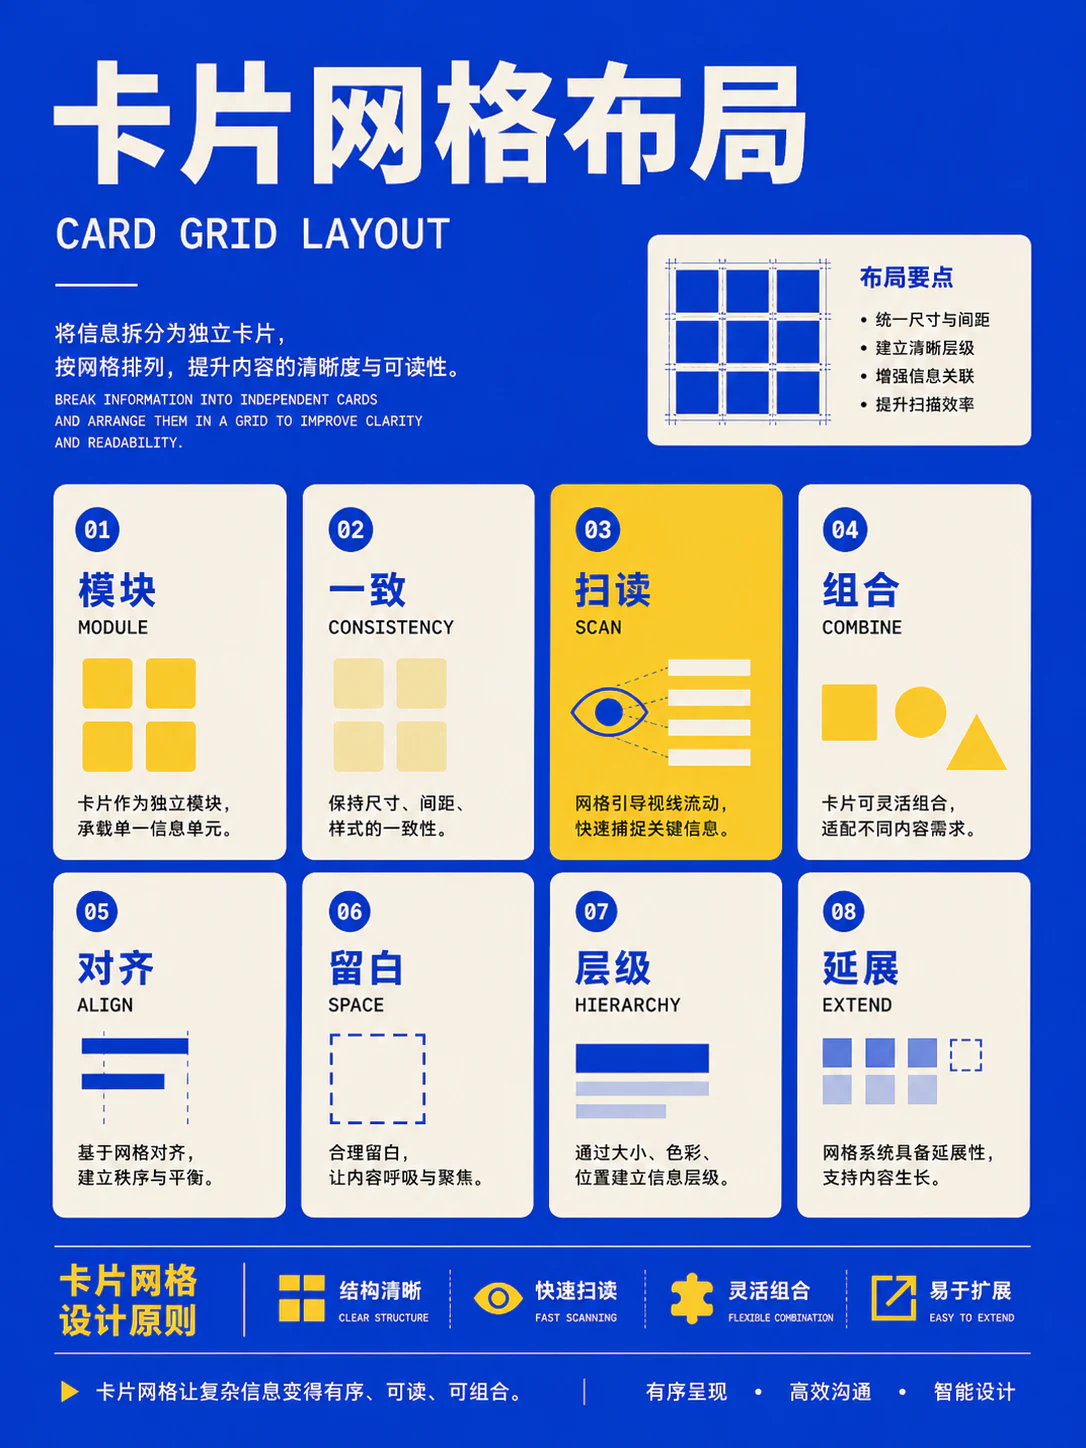 卡片网格布局
CARD GRID LAYOUT
将信息拆分为独立卡片，
按网格排列，提升内容的清晰度与可读性。
BREAK INFORMATION INTO INDEPENDENT CARDS
AND ARRANGE THEM IN A GRID TO IMPROVE CLARITY
AND READABILITY.
布局要点
• 统一尺寸与间距
• 建立清晰层级
• 增强信息关联
• 提升扫描效率
01
模块
MODULE
卡片作为独立模块，
承载单一信息单元。
02
一致
CONSISTENCY
保持尺寸、间距、
样式的一致性。
03
扫读
SCAN
网格引导视线流动，
快速捕捉关键信息。
04
组合
COMBINE
卡片可灵活组合，
适配不同内容需求。
05
对齐
ALIGN
基于网格对齐，
建立秩序与平衡。
06
留白
SPACE
合理留白，
让内容呼吸与聚焦。
07
层级
HIERARCHY
通过大小、色彩、
位置建立信息层级。
08
延展
EXTEND
网格系统具备延展性，
支持内容生长。
卡片网格
设计原则
结构清晰
CLEAR STRUCTURE
快速扫读
FAST SCANNING
灵活组合
FLEXIBLE COMBINATION
易于扩展
EASY TO EXTEND
卡片网格让复杂信息变得有序、可读、可组合。
有序呈现 • 高效沟通 • 智能设计